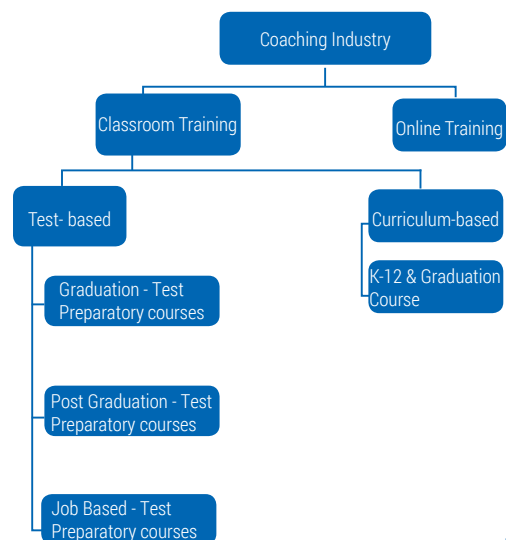 Coaching Industry
Classroom Training
Online Training
Test- based
Curriculum-based
Graduation - Test
Preparatory courses
K-12 & Graduation
Course
Post Graduation - Test
Preparatory courses
Job Based - Test
Preparatory courses